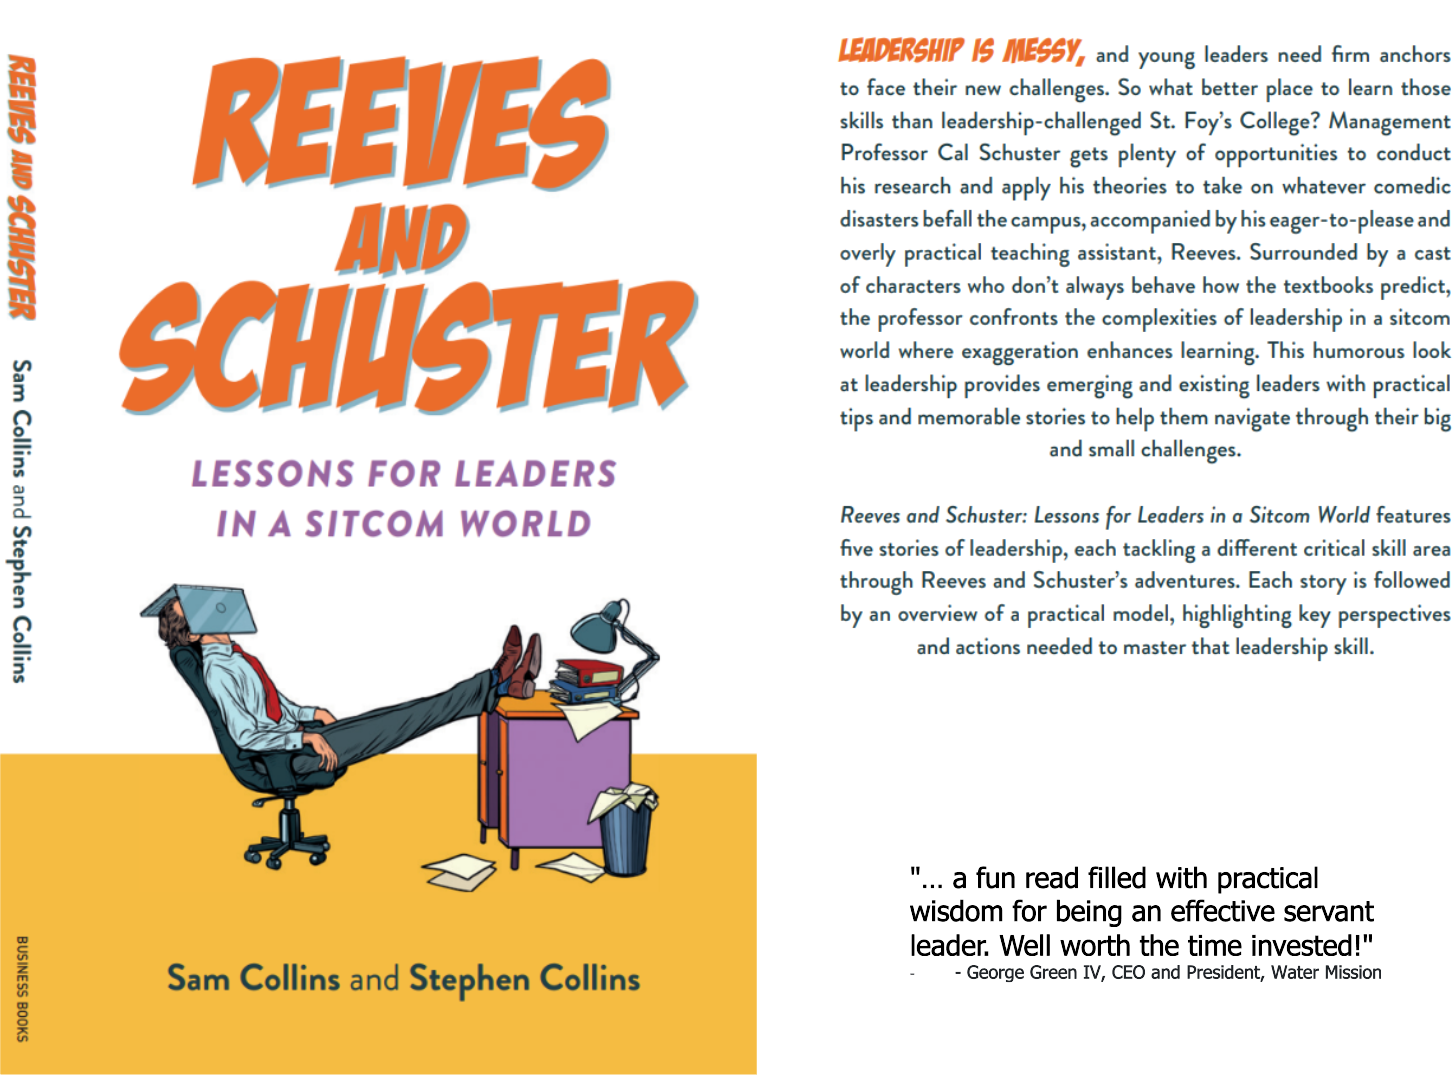 REEVES AND SCHUSTER
Sam Collins and Stephen Collins
BUSINESS BOOKS
REEVES
AND
SCHUSTER
LESSONS FOR LEADERS
IN A SITCOM WORLD
Sam Collins and Stephen Collins
LEADERSHIP IS MESSY, and young leaders need firm anchors
to face their new challenges. So what better place to learn those
skills than leadership-challenged St. Foy's College? Management
Professor Cal Schuster gets plenty of opportunities to conduct
his research and apply his theories to take on whatever comedic
disasters befall the campus, accompanied by his eager-to-please and
overly practical teaching assistant, Reeves. Surrounded by a cast
of characters who don't always behave how the textbooks predict,
the professor confronts the complexities of leadership in a sitcom
world where exaggeration enhances learning. This humorous look
at leadership provides emerging and existing leaders with practical
tips and memorable stories to help them navigate through their big
and small challenges.
Reeves and Schuster: Lessons for Leaders in a Sitcom World features
five stories of leadership, each tackling a different critical skill area
through Reeves and Schuster's adventures. Each story is followed
by an overview of a practical model, highlighting key perspectives
and actions needed to master that leadership skill.
"... a fun read filled with practical
wisdom for being an effective servant
leader. Well worth the time invested!"
- - George Green IV, CEO and President, Water Mission